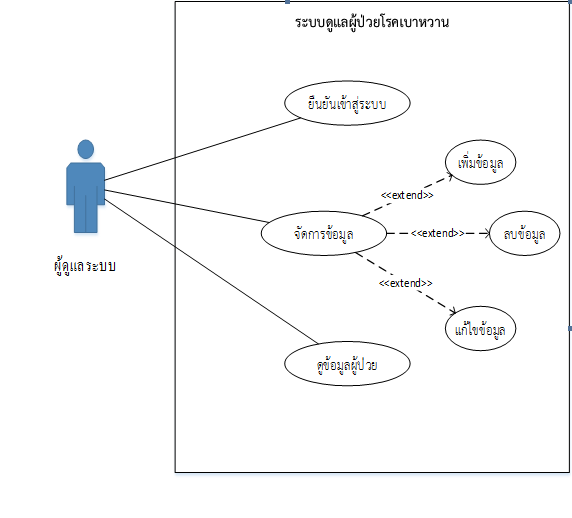 ระบบดูแลผู้ป่วยโรคเบาหวาน
ยืนยันเข้าสู่ระบบ
เพิ่มข้อมูล
<<extend>>
จัดการข้อมูล
<<extend>>
ลบข้อมูล
ผู้ดูแลระบบ
<<extend>>
แก้ไขข้อมูล
ดูข้อมูลผู้ป่วย